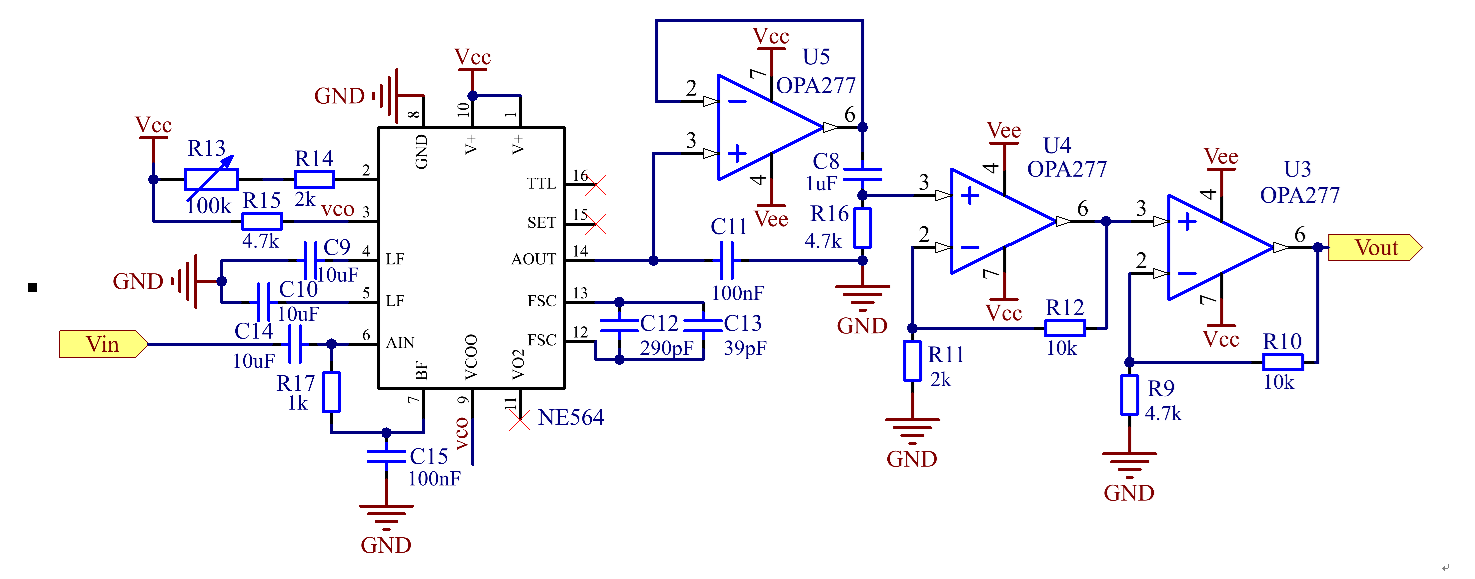 Vcc
U5
OPA277
7
2
6
3
4
Vee
Vcc
GND
8
10
1
GND
V+
V+
Vcc
R13
100k
R14
2k
2
R15
4.7k
vco
3
TTL
16
SET
15
C9
10uF
4
LF
AOUT
14
GND
C10
10uF
5
LF
FSC
13
C14
10uF
Vin
6
AIN
FSC
12
R17
1k
BF
VCOO
VO2
7
9
11
vco
NE564
C15
100nF
GND
C11
100nF
C12
290pF
C13
39pF
C8
1uF
R16
4.7k
GND
Vee
U4
OPA277
4
3
6
2
7
Vcc
R12
10k
R11
2k
GND
Vee
U3
OPA277
4
3
6
2
7
Vcc
Vout
R10
10k
R9
4.7k
GND